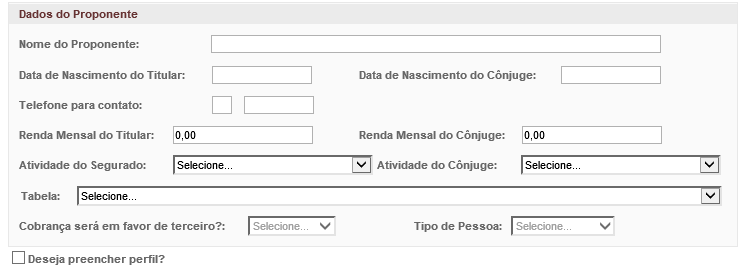 Dados do Proponente
Nome do Proponente:
Data de Nascimento do Titular: Data de Nascimento do Cônjuge:
Telefone para contato:
Renda Mensal do Titular: 0,00 Renda Mensal do Cônjuge: 0,00
Atividade do Segurado: Selecione... Atividade do Cônjuge: Selecione...
Tabela: Selecione...
Cobrança será em favor de terceiro?: Selecione... Tipo de Pessoa: Selecione...
Deseja preencher perfil?